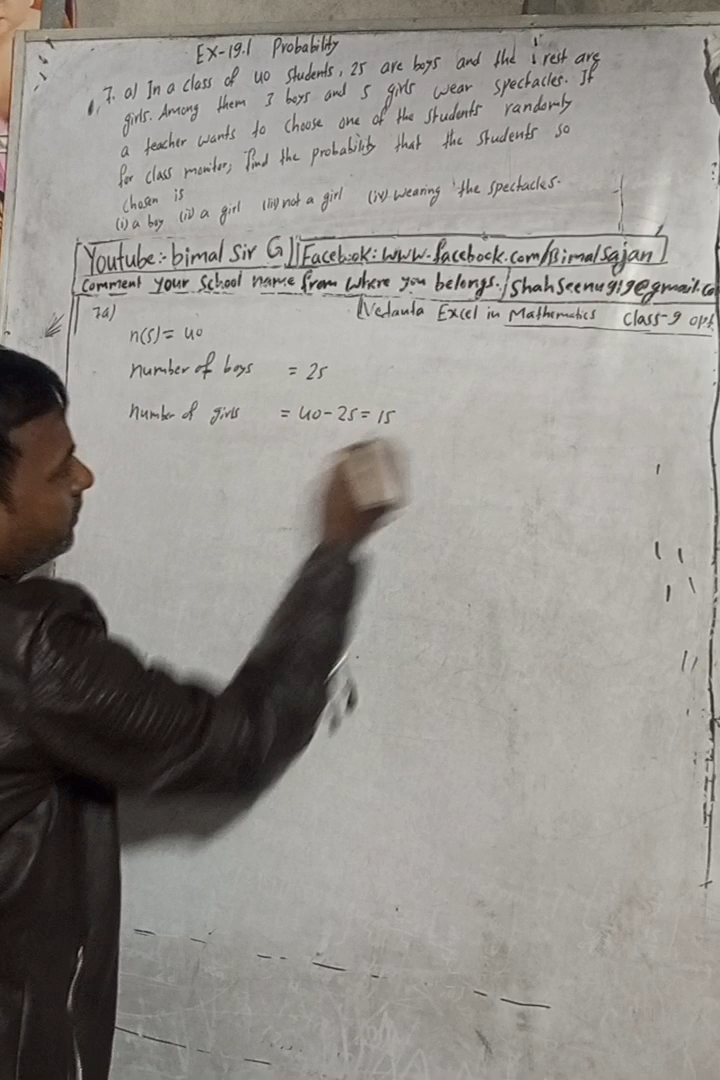 EX-19.1 Probability
7. a) In a class of 40 students, 25 are boys and the rest are
girls. Among them 3 boys and 5 girls wear spectacles. If
a teacher wants to choose one of the students randomly
for class monitor, find the probability that the students so
chosen is
(i) a boy (ii) a girl (iii) not a girl (iv) wearing the spectacles.
Youtube:- bimal Sir G || Facebook: www.facebook.com/Bimalsajan
Comment your School name from where you belongs. / Shahseenu919@gmail.co
7a) Vedanta Excel in Mathematics Class-9 opt
n(s) = 40
number of boys = 25
number of girls = 40 - 25 = 15